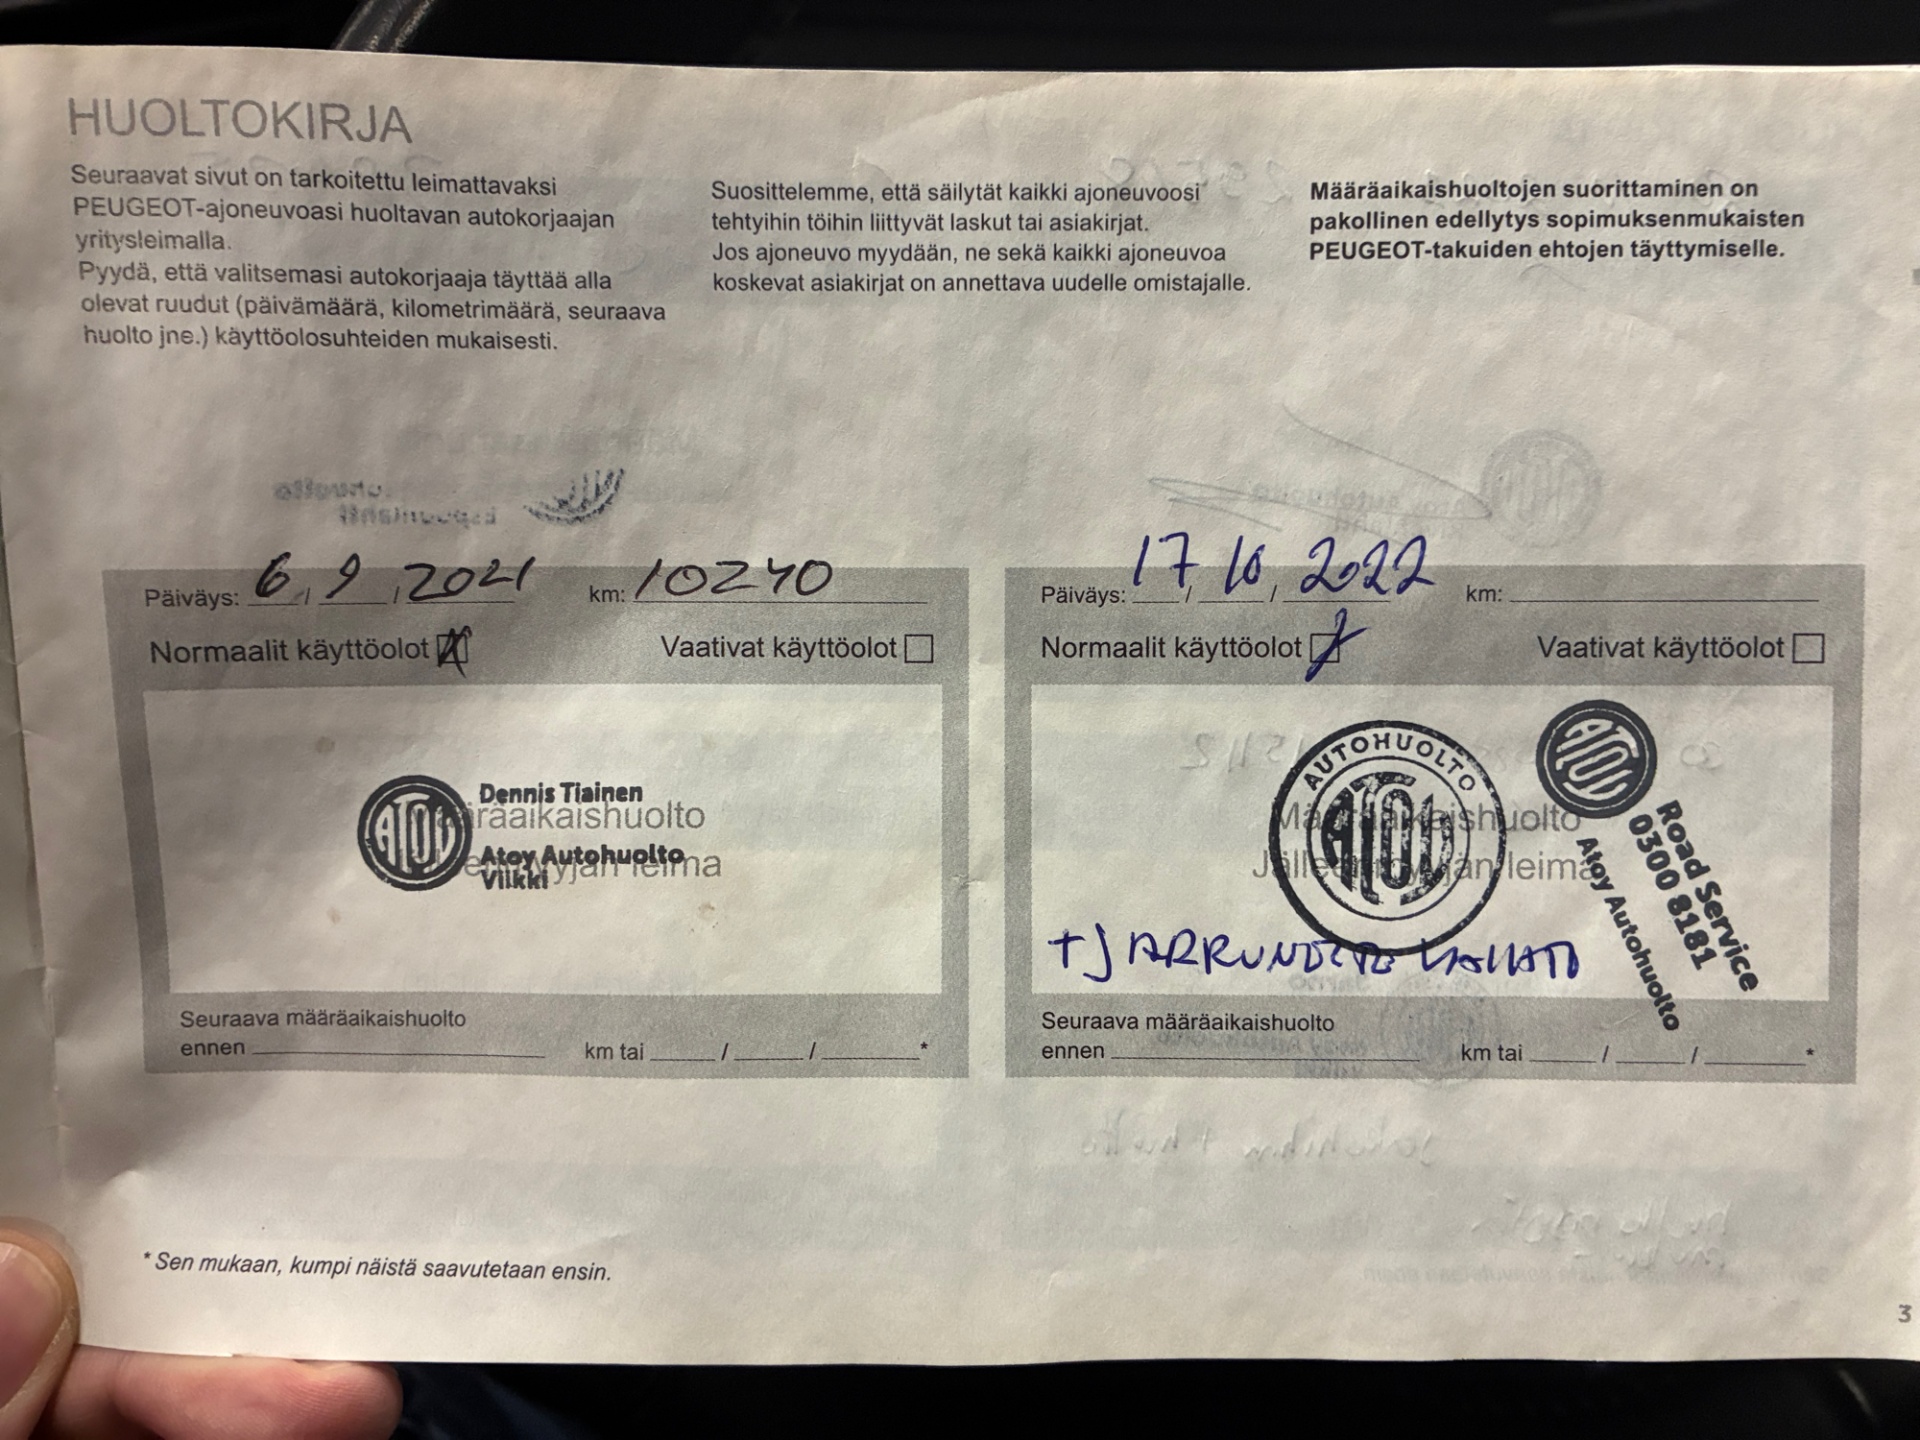 HUOLTOKIRJA
Seuraavat sivut on tarkoitettu leimattavaksi
PEUGEOT-ajoneuvoasi huoltavan autokorjaajan
yritysleimalla.
Pyydä, että valitsemasi autokorjaaja täyttää alla
olevat ruudut (päivämäärä, kilometrimäärä, seuraava
huolto jne.) käyttöolosuhteiden mukaisesti.
Suosittelemme, että säilytät kaikki ajoneuvoosi
tehtyihin töihin liittyvät laskut tai asiakirjat.
Jos ajoneuvo myydään, ne sekä kaikki ajoneuvoa
koskevat asiakirjat on annettava uudelle omistajalle.
Määräaikaishuoltojen suorittaminen on
pakollinen edellytys sopimuksenmukaisten
PEUGEOT-takuiden ehtojen täyttymiselle.
Päiväys: 6 / 9 / 2021 km: 10240
Normaalit käyttöolot Vaativat käyttöolot
ATOY
Dennis Tiainen
Määräaikaishuolto
Atoy Autohuolto
Viikki
leima
Seuraava määräaikaishuolto
ennen km tai / / *
Päiväys: 17 / 10 / 2022 km:
Normaalit käyttöolot Vaativat käyttöolot
AUTOHUOLTO
ATOY
Määräaikaishuolto
Jälleenmyyjän leima
ATOY
Road Service
0300 8181
Atoy Autohuolto
+ JARRUNESTE
Seuraava määräaikaishuolto
ennen km tai / / *
* Sen mukaan, kumpi näistä saavutetaan ensin.
3